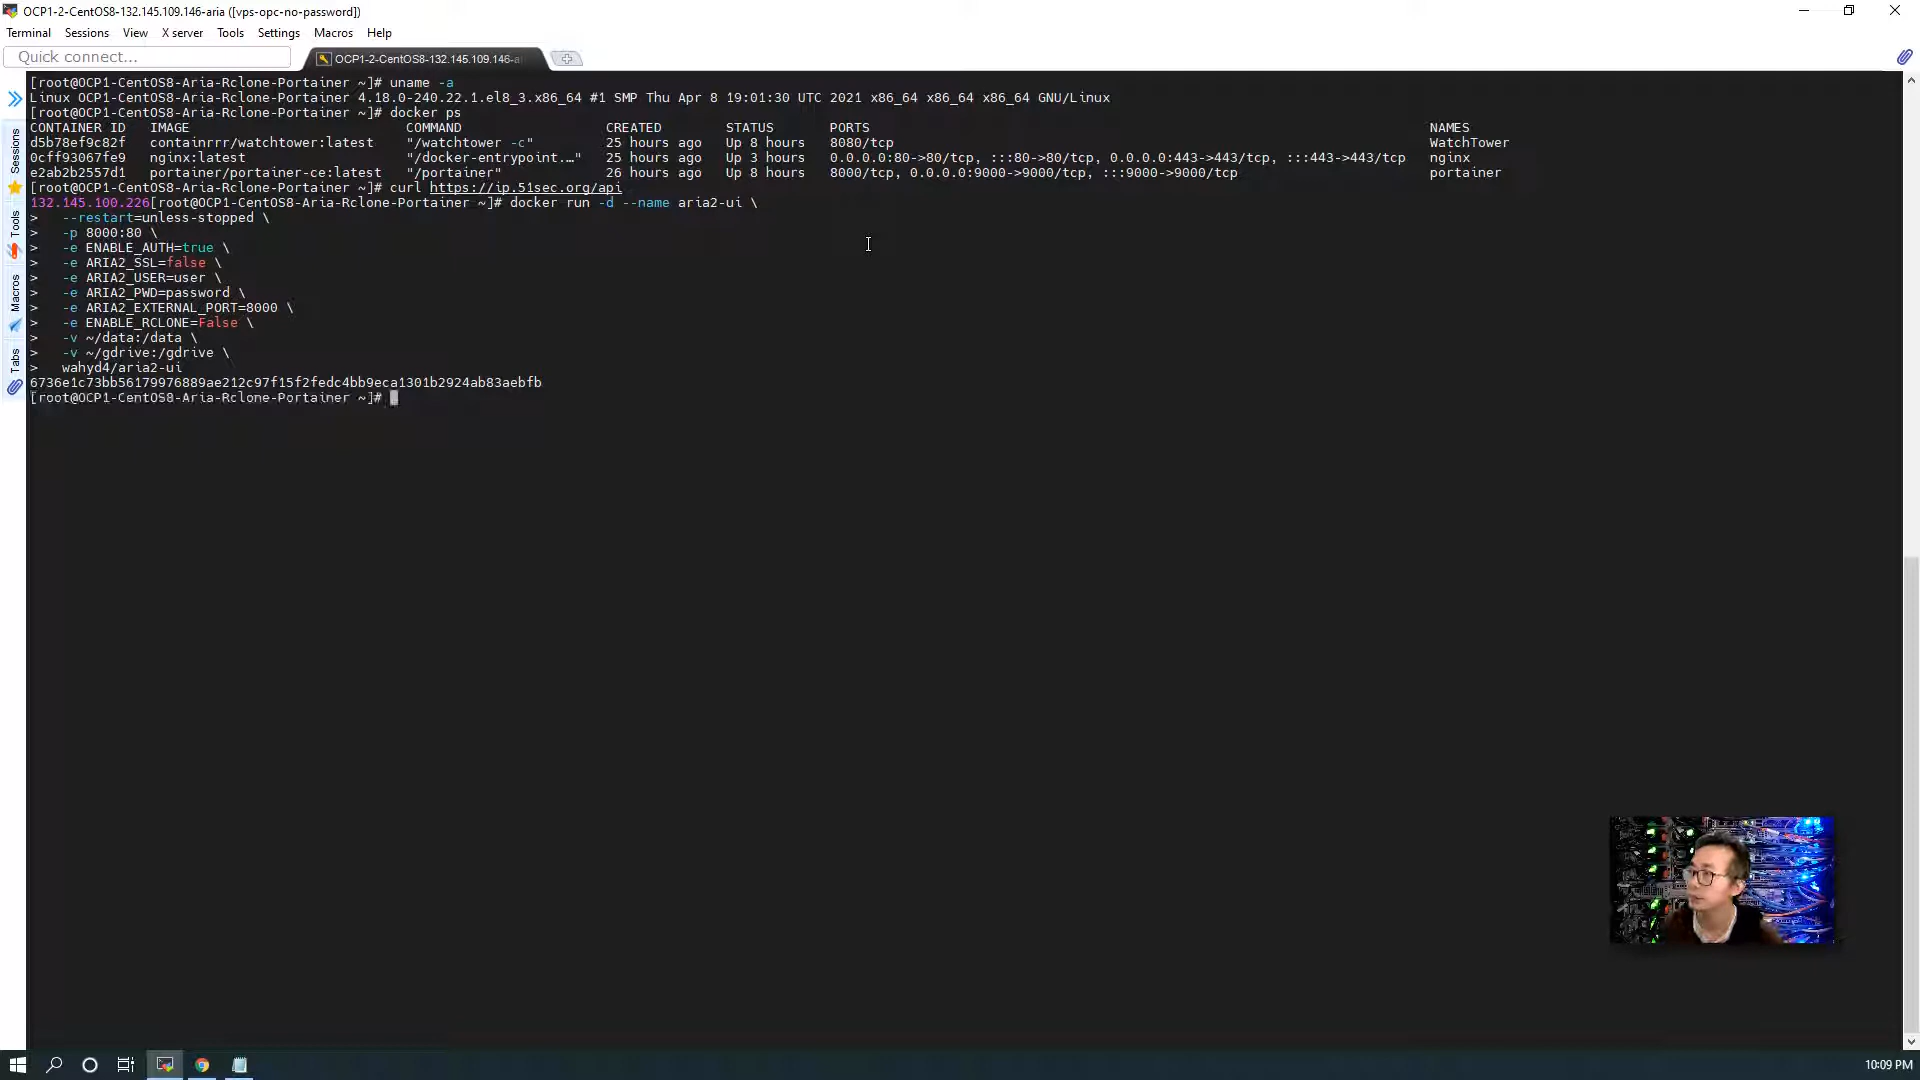 OCP1-2-CentOS8-132.145.109.146-aria ([vps-opc-no-password])
Terminal Sessions View X server Tools Settings Macros Help
Quick connect...
OCP1-2-CentOS8-132.145.109.146-a
Sessions
Tools
Macros
Tabs
[root@OCP1-CentOS8-Aria-Rclone-Portainer ~]# uname -a
Linux OCP1-CentOS8-Aria-Rclone-Portainer 4.18.0-240.22.1.el8_3.x86_64 #1 SMP Thu Apr 8 19:01:30 UTC 2021 x86_64 x86_64 x86_64 GNU/Linux
[root@OCP1-CentOS8-Aria-Rclone-Portainer ~]# docker ps
CONTAINER ID IMAGE COMMAND CREATED STATUS PORTS NAMES
d5b78ef9c82f containrrr/watchtower:latest "/watchtower -c" 25 hours ago Up 8 hours 8080/tcp WatchTower
0cff93067fe9 nginx:latest "/docker-entrypoint.…" 25 hours ago Up 3 hours 0.0.0.0:80->80/tcp, :::80->80/tcp, 0.0.0.0:443->443/tcp, :::443->443/tcp nginx
e2ab2b2557d1 portainer/portainer-ce:latest "/portainer" 26 hours ago Up 8 hours 8000/tcp, 0.0.0.0:9000->9000/tcp, :::9000->9000/tcp portainer
[root@OCP1-CentOS8-Aria-Rclone-Portainer ~]# curl https://ip.51sec.org/api
132.145.100.226[root@OCP1-CentOS8-Aria-Rclone-Portainer ~]# docker run -d --name aria2-ui \
> --restart=unless-stopped \
> -p 8000:80 \
> -e ENABLE_AUTH=true \
> -e ARIA2_SSL=false \
> -e ARIA2_USER=user \
> -e ARIA2_PWD=password \
> -e ARIA2_EXTERNAL_PORT=8000 \
> -e ENABLE_RCLONE=False \
> -v ~/data:/data \
> -v ~/gdrive:/gdrive \
> wahyd4/aria2-ui
6736e1c73bb56179976889ae212c97f15f2fedc4bb9eca1301b2924ab83aebfb
[root@OCP1-CentOS8-Aria-Rclone-Portainer ~]#
10:09 PM